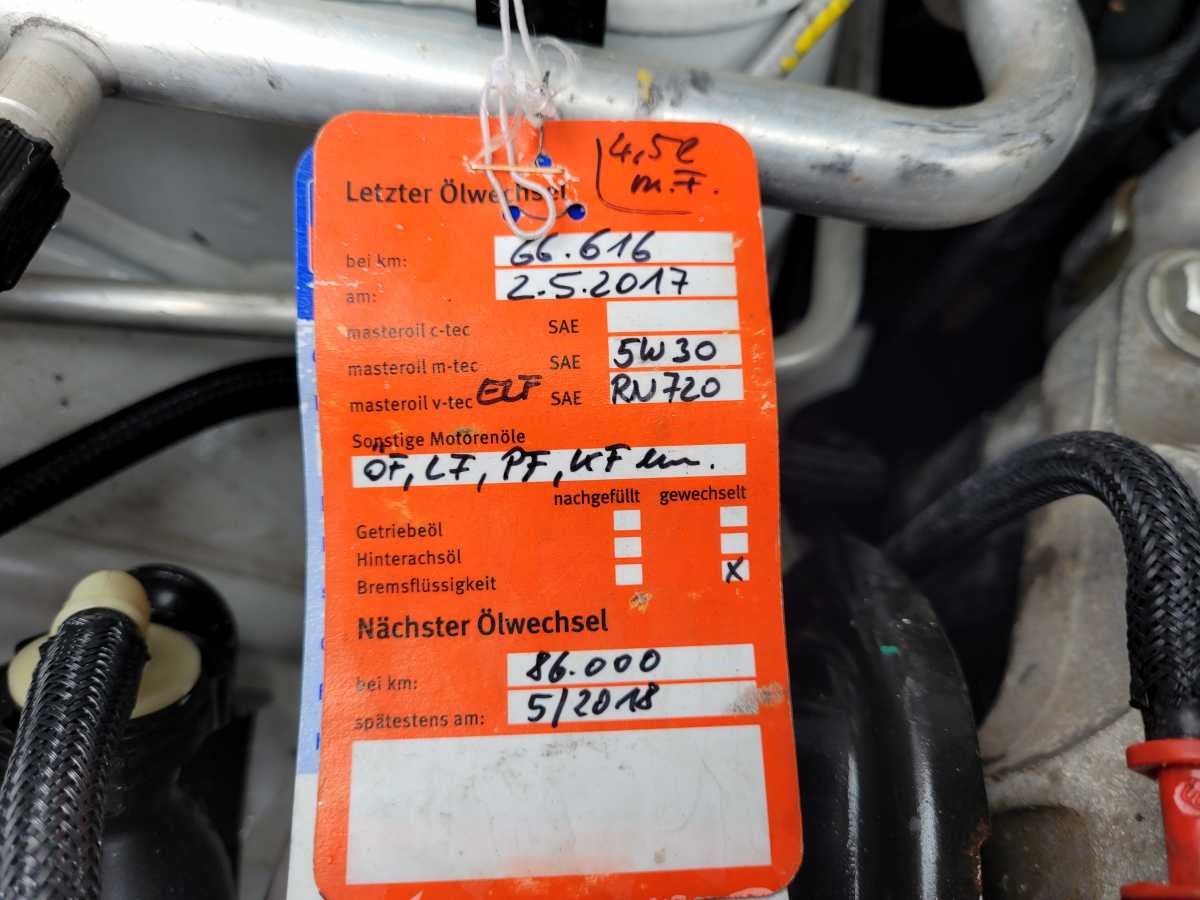 4,5l
m.F.
Letzter Ölwechsel
bei km: 66.616
am: 2.5.2017
masteroil c-tec SAE
masteroil m-tec SAE 5W30
masteroil v-tec ELF SAE RN720
Sonstige Motorenöle
ÖF, LF, PF, KF
nachgefüllt gewechselt
Getriebeöl
Hinterachsöl
Bremsflüssigkeit X
Nächster Ölwechsel
bei km: 86.000
spätestens am: 5/2018